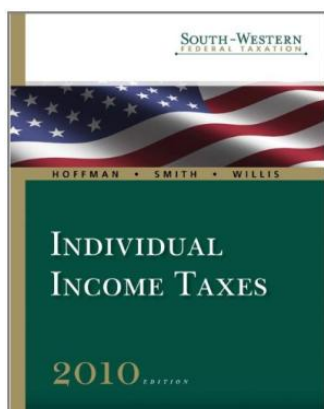 SOUTH-WESTERN
FEDERAL TAXATION
HOFFMAN • SMITH • WILLIS
INDIVIDUAL
INCOME TAXES
2010 EDITION